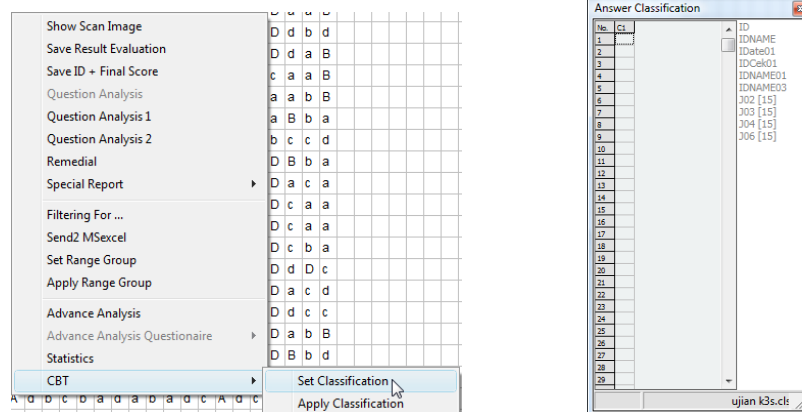 Show Scan Image
Save Result Evaluation
Save ID + Final Score
Question Analysis
Question Analysis 1
Question Analysis 2
Remedial
Special Report
Filtering For ...
Send2 MSexcel
Set Range Group
Apply Range Group
Advance Analysis
Advance Analysis Questionaire
Statistics
CBT
Set Classification
Apply Classification
D d b d
D d a B
c a a B
a a b B
a B b a
b c c d
D B b a
D a c a
D c a a
D c a a
D c b a
D d D c
D a c d
D d c c
D a b B
D B b d
Answer Classification
No. C1
1
2
3
4
5
6
7
8
9
10
11
12
13
14
15
16
17
18
19
20
21
22
23
24
25
26
27
28
29
ID
IDNAME
IDate01
IDCek01
IDNAME01
IDNAME03
J02 [15]
J03 [15]
J04 [15]
J06 [15]
ujian k3s.cls